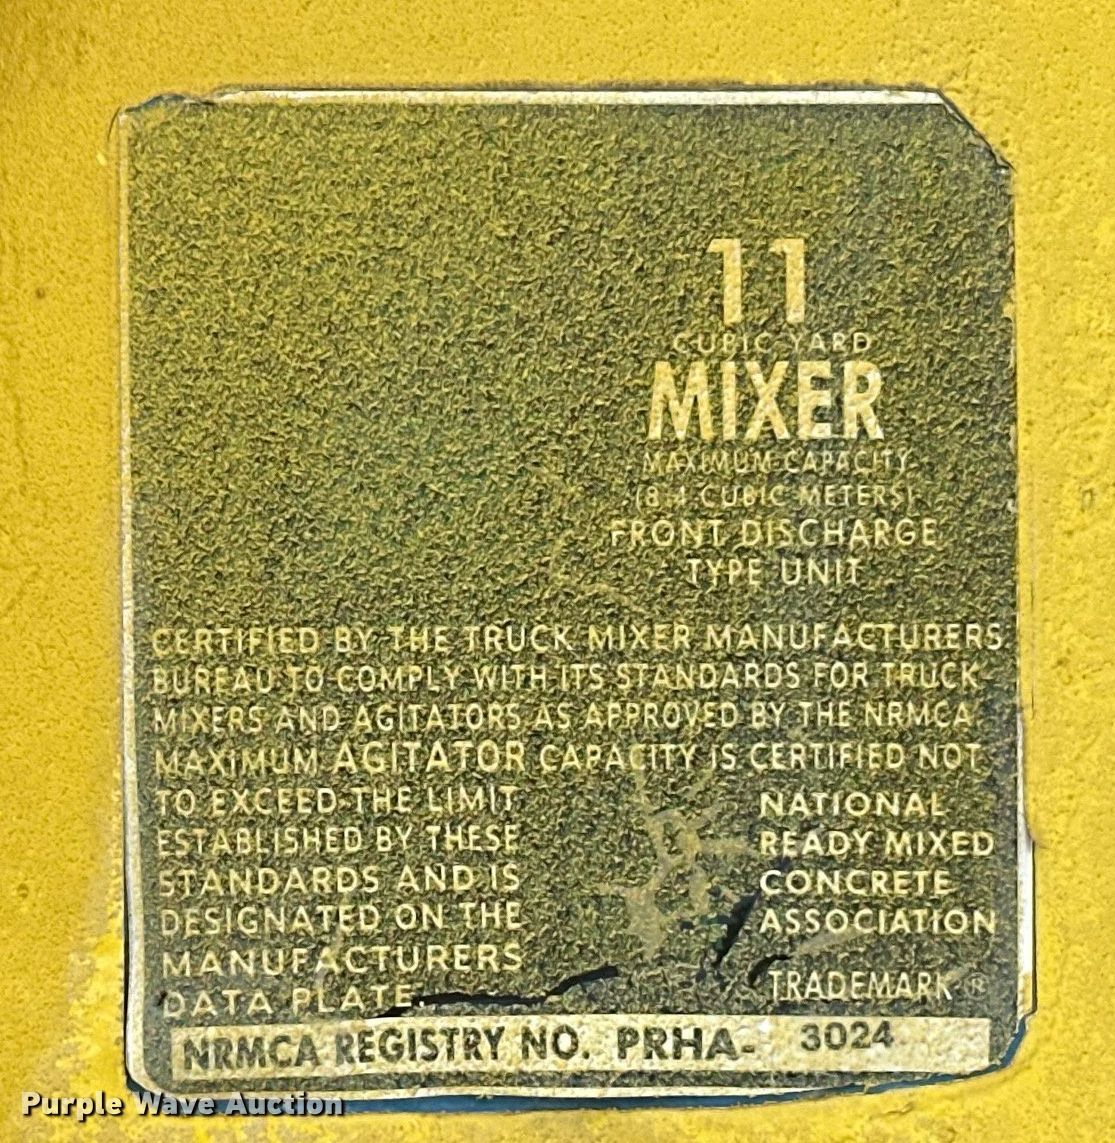 11
CUBIC YARD
MIXER
MAXIMUM CAPACITY
(8.4 CUBIC METERS)
FRONT DISCHARGE
TYPE UNIT
CERTIFIED BY THE TRUCK MIXER MANUFACTURERS
BUREAU TO COMPLY WITH ITS STANDARDS FOR TRUCK
MIXERS AND AGITATORS AS APPROVED BY THE NRMCA
MAXIMUM AGITATOR CAPACITY IS CERTIFIED NOT
TO EXCEED THE LIMIT
ESTABLISHED BY THESE
STANDARDS AND IS
DESIGNATED ON THE
MANUFACTURERS
DATA PLATE.
NATIONAL
READY MIXED
CONCRETE
ASSOCIATION
TRADEMARK ®
NRMCA REGISTRY NO. PRHA- 3024
Purple Wave Auction